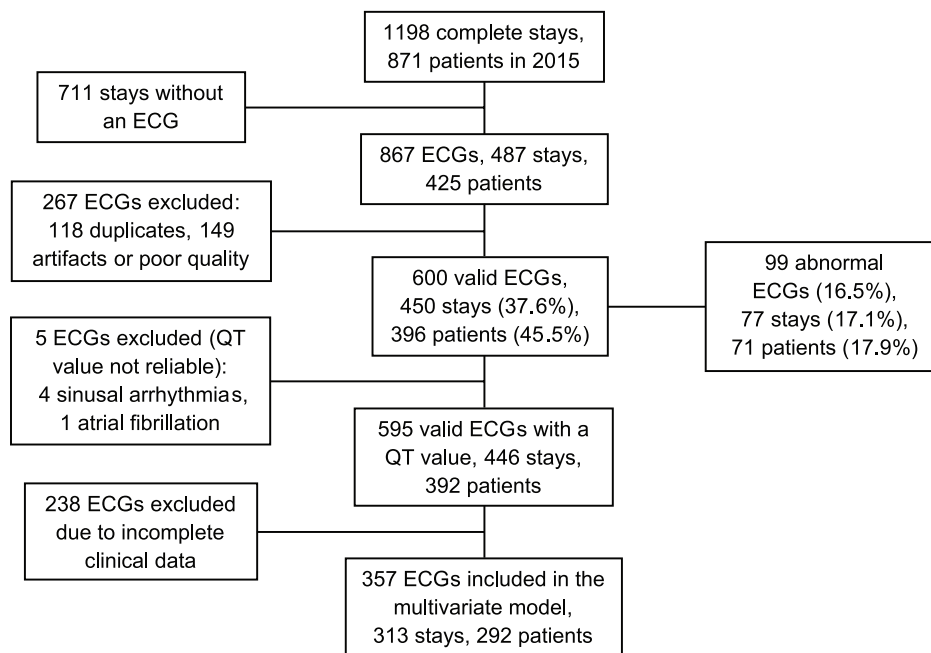 1198 complete stays,
871 patients in 2015
711 stays without
an ECG
867 ECGs, 487 stays,
425 patients
267 ECGs excluded:
118 duplicates, 149
artifacts or poor quality
600 valid ECGs,
450 stays (37.6%),
396 patients (45.5%)
99 abnormal
ECGs (16.5%),
77 stays (17.1%),
71 patients (17.9%)
5 ECGs excluded (QT
value not reliable):
4 sinusal arrhythmias,
1 atrial fibrillation
595 valid ECGs with a
QT value, 446 stays,
392 patients
238 ECGs excluded
due to incomplete
clinical data
357 ECGs included in the
multivariate model,
313 stays, 292 patients